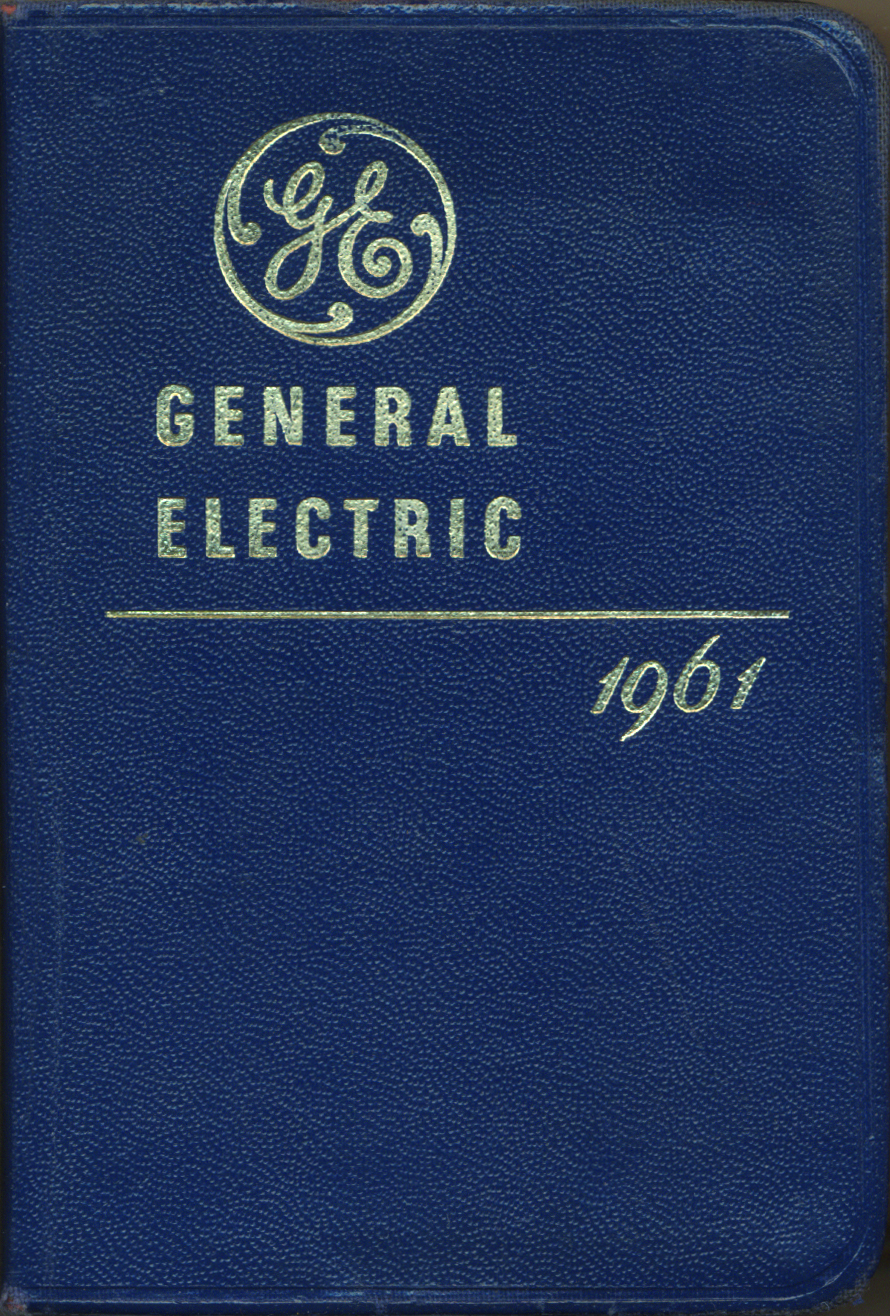 GE
GENERAL
ELECTRIC
1961